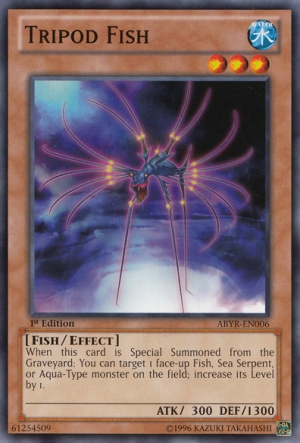 TRIPOD FISH
WATER
水
1st Edition
ABYR-EN006
[FISH/EFFECT]
When this card is Special Summoned from the
Graveyard: You can target 1 face-up Fish, Sea Serpent,
or Aqua-Type monster on the field; increase its Level
by 1.
ATK/ 300 DEF/1300
61254509
©1996 KAZUKI TAKAHASHI